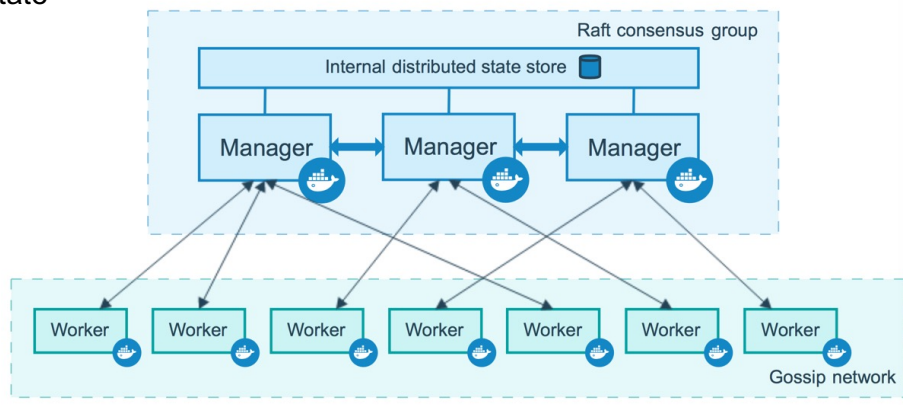 Raft consensus group
Internal distributed state store
Manager Manager Manager
Worker Worker Worker Worker Worker Worker Worker
Gossip network